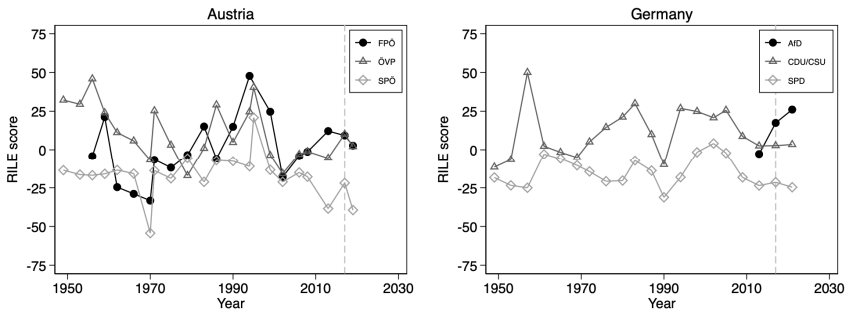 Austria
RILE score
75
50
25
0
-25
-50
-75
1950
1970
1990
2010
2030
Year
FPÖ
ÖVP
SPÖ
Germany
RILE score
75
50
25
0
-25
-50
-75
1950
1970
1990
2010
2030
Year
AfD
CDU/CSU
SPD